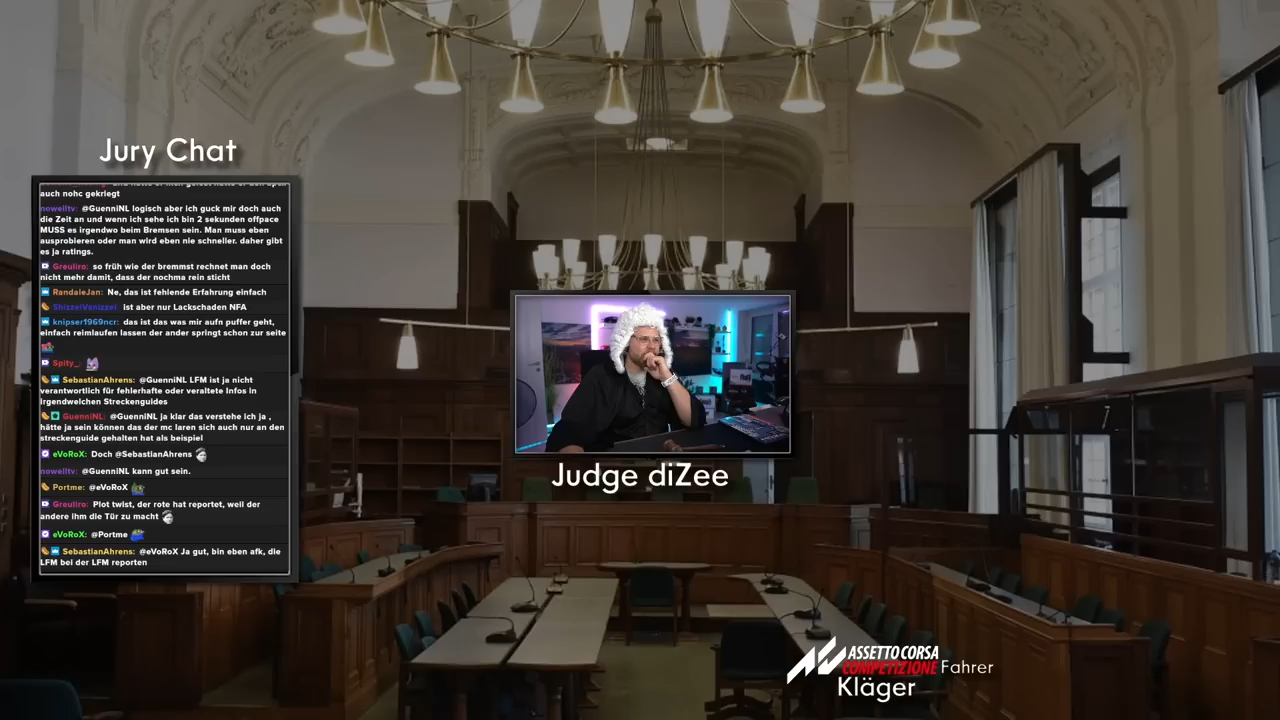 Jury Chat
auch nohc gekriegt
nowelltv: @GuenniNL logisch aber ich guck mir doch auch
die Zeit an und wenn ich sehe ich bin 2 sekunden offpace
MUSS es irgendwo beim Bremsen sein. Man muss eben
ausprobieren oder man wird eben nie schneller. daher gibt
es ja ratings.
Greuliro: so früh wie der bremmst rechnet man doch
nicht mehr damit, dass der nochma rein sticht
RandaleJan: Ne, das ist fehlende Erfahrung einfach
ist aber nur Lackschaden NFA
knipser1969ncr: das ist das was mir aufn puffer geht,
einfach reimlaufen lassen der ander springt schon zur seite
Spity_:
SebastianAhrens: @GuenniNL LFM ist ja nicht
verantwortlich für fehlerhafte oder veraltete Infos in
irgendwelchen Streckenguides
GuenniNL: @GuenniNL ja klar das verstehe ich ja ,
hätte ja sein können das der mc laren sich auch nur an den
streckenguide gehalten hat als beispiel
eVoRoX: Doch @SebastianAhrens
nowelltv: @GuenniNL kann gut sein.
Portme: @eVoRoX
Greuliro: Plot twist, der rote hat reportet, weil der
andere ihm die Tür zu macht
eVoRoX: @Portme
SebastianAhrens: @eVoRoX Ja gut, bin eben afk, die
LFM bei der LFM reporten
Judge diZee
ASSETTO CORSA
COMPETIZIONE Fahrer
Kläger